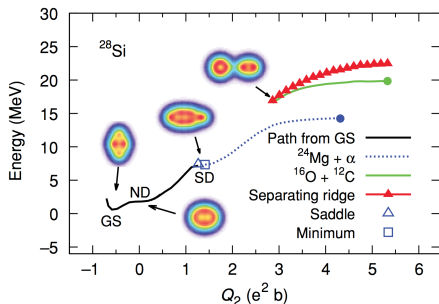 30
25
20
15
10
5
0
−5
Energy (MeV)
²⁸Si
GS
ND
SD
Path from GS
²⁴Mg + α
¹⁶O + ¹²C
Separating ridge
Saddle
Minimum
−1 0 1 2 3 4 5 6
Q₂ (e² b)